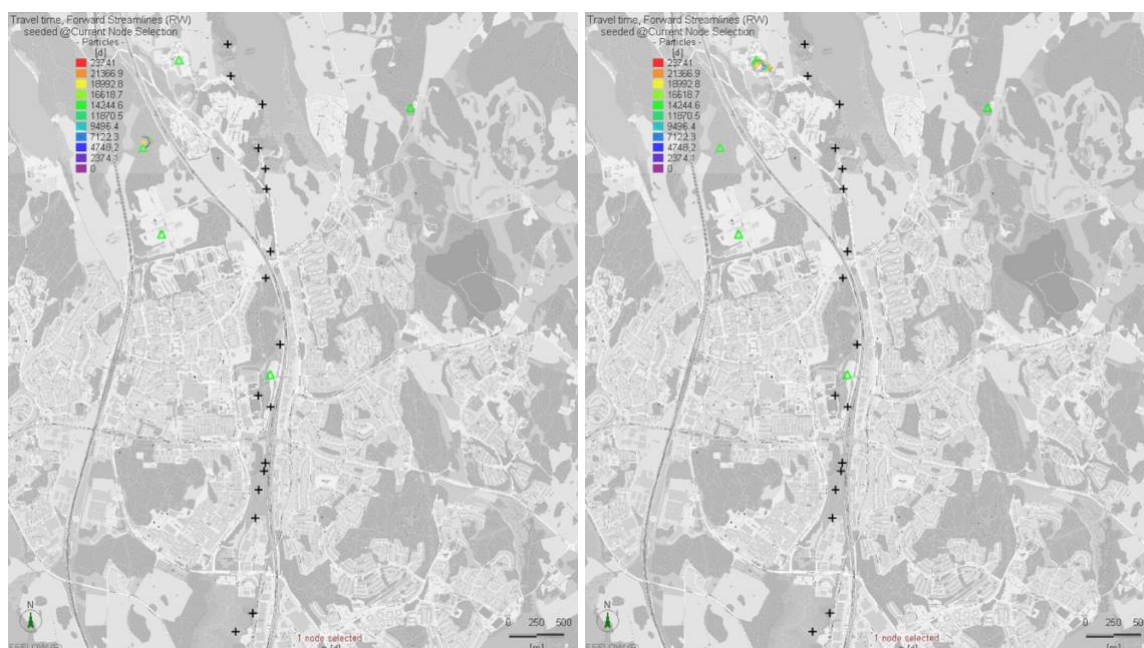 Travel time, Forward Streamlines (RW)
seeded @Current Node Selection
- Particles -
[d]
23741
21366.9
18992.8
16618.7
14244.6
11870.5
9496.4
7122.3
4748.2
2374.1
0
N
1 node selected
0 250 500
[m]
Travel time, Forward Streamlines (RW)
seeded @Current Node Selection
- Particles -
[d]
23741
21366.9
18992.8
16618.7
14244.6
11870.5
9496.4
7122.3
4748.2
2374.1
0
N
1 node selected
0 250 500
[m]